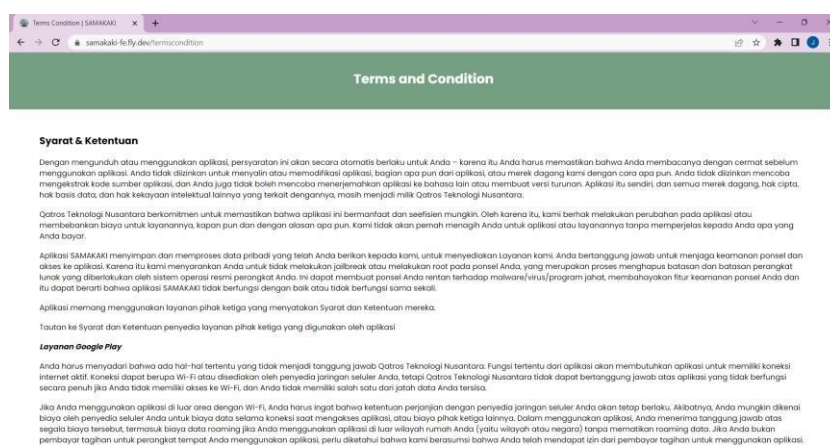 Terms Condition | SAMAKAKI
samakaki-fe.fly.dev/termscondition
Terms and Condition
Syarat & Ketentuan
Dengan mengunduh atau menggunakan aplikasi, persyaratan ini akan secara otomatis berlaku untuk Anda – karena itu Anda harus memastikan bahwa Anda membacanya dengan cermat sebelum
menggunakan aplikasi. Anda tidak diizinkan untuk menyalin atau memodifikasi aplikasi, bagian apa pun dari aplikasi, atau merek dagang kami dengan cara apa pun. Anda tidak diizinkan mencoba
mengekstrak kode sumber aplikasi, dan Anda juga tidak boleh mencoba menerjemahkan aplikasi ke bahasa lain atau membuat versi turunan. Aplikasi itu sendiri, dan semua merek dagang, hak cipta,
hak basis data, dan hak kekayaan intelektual lainnya yang terkait dengannya, masih menjadi milik Qatros Teknologi Nusantara.
Qatros Teknologi Nusantara berkomitmen untuk memastikan bahwa aplikasi ini bermanfaat dan seefisien mungkin. Oleh karena itu, kami berhak melakukan perubahan pada aplikasi atau
membebankan biaya untuk layanannya, kapan pun dan dengan alasan apa pun. Kami tidak akan pernah menagih Anda untuk aplikasi atau layanannya tanpa memperjelas kepada Anda apa yang
Anda bayar.
Aplikasi SAMAKAKI menyimpan dan memproses data pribadi yang telah Anda berikan kepada kami, untuk menyediakan Layanan kami. Anda bertanggung jawab untuk menjaga keamanan ponsel dan
akses ke aplikasi. Karena itu kami menyarankan Anda untuk tidak melakukan jailbreak atau melakukan root pada ponsel Anda, yang merupakan proses menghapus batasan dan batasan perangkat
lunak yang diberlakukan oleh sistem operasi resmi perangkat Anda. Ini dapat membuat ponsel Anda rentan terhadap malware/virus/program jahat, membahayakan fitur keamanan ponsel Anda dan
itu dapat berarti bahwa aplikasi SAMAKAKI tidak berfungsi dengan baik atau tidak berfungsi sama sekali.
Aplikasi memang menggunakan layanan pihak ketiga yang menyatakan Syarat dan Ketentuan mereka.
Tautan ke Syarat dan Ketentuan penyedia layanan pihak ketiga yang digunakan oleh aplikasi
Layanan Google Play
Anda harus menyadari bahwa ada hal-hal tertentu yang tidak menjadi tanggung jawab Qatros Teknologi Nusantara. Fungsi tertentu dari aplikasi akan membutuhkan aplikasi untuk memiliki koneksi
internet aktif. Koneksi dapat berupa Wi-Fi atau disediakan oleh penyedia jaringan seluler Anda, tetapi Qatros Teknologi Nusantara tidak dapat bertanggung jawab atas aplikasi yang tidak berfungsi
secara penuh jika Anda tidak memiliki akses ke Wi-Fi, dan Anda tidak memiliki salah satu dari jatah data Anda tersisa.
Jika Anda menggunakan aplikasi di luar area dengan Wi-Fi, Anda harus ingat bahwa ketentuan perjanjian dengan penyedia jaringan seluler Anda akan tetap berlaku. Akibatnya, Anda mungkin dikenai
biaya oleh penyedia seluler Anda untuk biaya data selama koneksi saat mengakses aplikasi, atau biaya pihak ketiga lainnya. Dalam menggunakan aplikasi, Anda menerima tanggung jawab atas
segala biaya tersebut, termasuk biaya data roaming jika Anda menggunakan aplikasi di luar wilayah rumah Anda (yaitu wilayah atau negara) tanpa mematikan roaming data. Jika Anda bukan
pembayar tagihan untuk perangkat tempat Anda menggunakan aplikasi, perlu diketahui bahwa kami berasumsi bahwa Anda telah mendapat izin dari pembayar tagihan untuk menggunakan aplikasi.